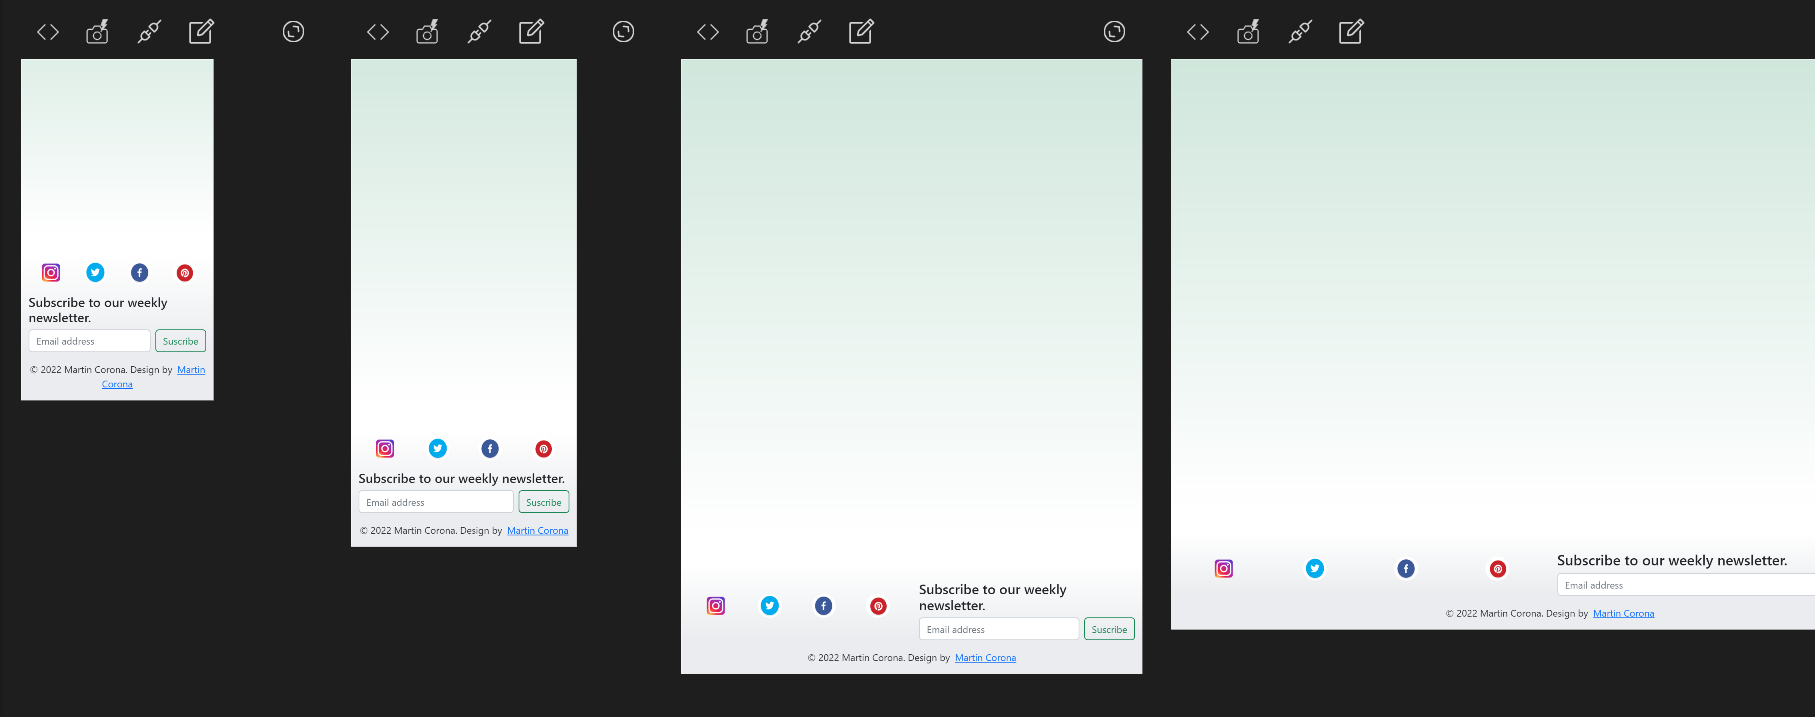 Subscribe to our weekly
newsletter.
Email address
Suscribe
© 2022 Martin Corona. Design by Martin
Corona
Subscribe to our weekly newsletter.
Email address
Suscribe
© 2022 Martin Corona. Design by Martin Corona
Subscribe to our weekly
newsletter.
Email address
Suscribe
© 2022 Martin Corona. Design by Martin Corona
Subscribe to our weekly newsletter.
Email address
© 2022 Martin Corona. Design by Martin Corona